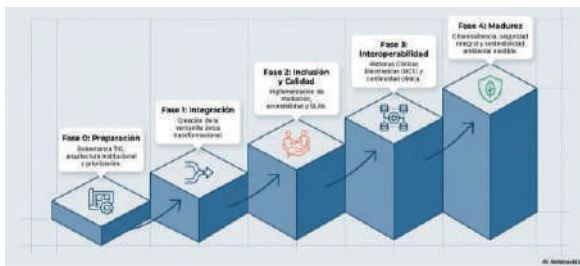 Fase 0: Preparación
Gobernanza TIC,
arquitectura institucional
y priorización.
Fase 1: Integración
Creación de la
ventanilla única
transformacional.
Fase 2: Inclusión
y Calidad
Implementación de
mediación,
accesibilidad y SLAs.
Fase 3:
Interoperabilidad
Historias Clínicas
Electrónicas (HCE) y
continuidad clínica.
Fase 4: Madurez
Ciberresiliencia, seguridad
integral y sostenibilidad
ambiental medible.
NotebookLM